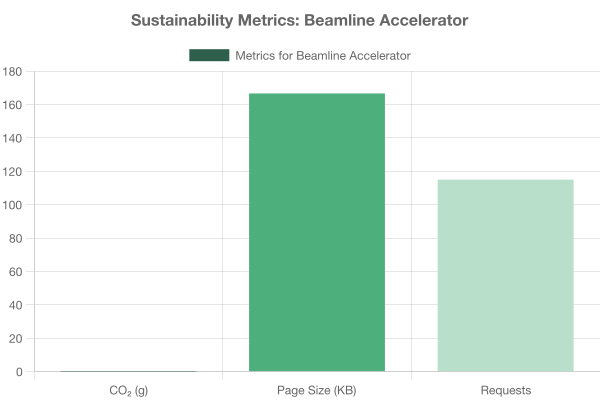 Sustainability Metrics: Beamline Accelerator
Metrics for Beamline Accelerator
180
160
140
120
100
80
60
40
20
0
CO₂ (g)
Page Size (KB)
Requests